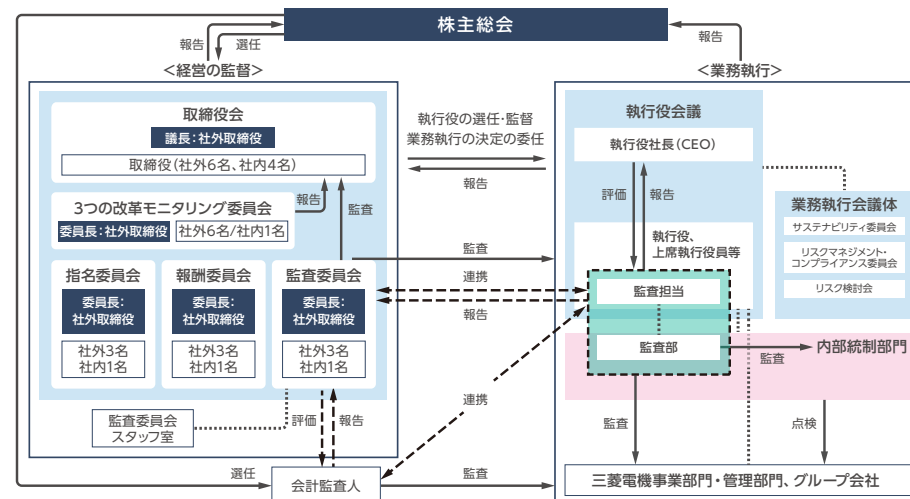 株主総会
報告
選任
報告
<経営の監督>
<業務執行>
取締役会
議長:社外取締役
取締役(社外6名、社内4名)
3つの改革モニタリング委員会
委員長:社外取締役
社外6名/社内1名
報告
監査
指名委員会
委員長:
社外取締役
社外3名
社内1名
報酬委員会
委員長:
社外取締役
社外3名
社内1名
監査委員会
委員長:
社外取締役
社外3名
社内1名
監査委員会
スタッフ室
評価
報告
選任
会計監査人
執行役の選任・監督
業務執行の決定の委任
報告
監査
連携
報告
連携
監査
執行役会議
執行役社長(CEO)
評価
報告
執行役、
上席執行役員等
監査担当
監査部
監査
内部統制部門
監査
点検
業務執行会議体
サステナビリティ委員会
リスクマネジメント・
コンプライアンス委員会
リスク検討会
三菱電機事業部門・管理部門、グループ会社